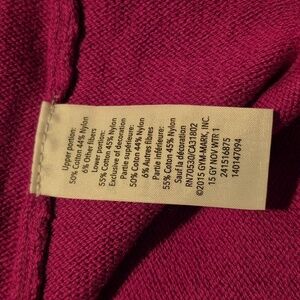 Upper portion:
50% Cotton 44% Nylon
6% Other fibers
Lower portion:
55% Cotton 45% Nylon
Exclusive of decoration
Partie supérieure:
50% Coton 44% Nylon
6% Autres fibres
Partie inférieure:
55% Coton 45% Nylon
Sauf la décoration
RN70530/CA31802
©2015 GYM-MARK, INC.
15 GY NOV WTR 1
241516875
140147094